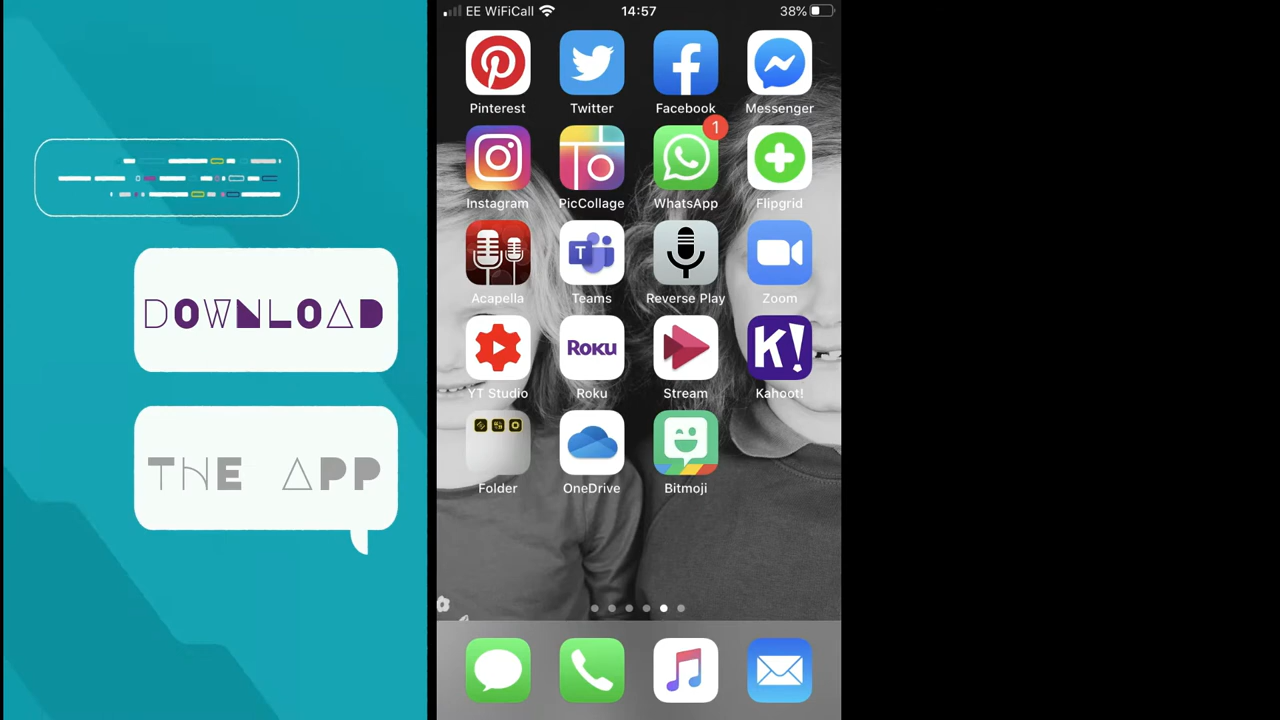 DOWNLOAD
THE APP
EE WiFiCall 14:57 38%
Pinterest Twitter Facebook Messenger
1
Instagram PicCollage WhatsApp Flipgrid
T
Acapella Teams Reverse Play Zoom
Roku K!
YT Studio Roku Stream Kahoot!
Folder OneDrive Bitmoji